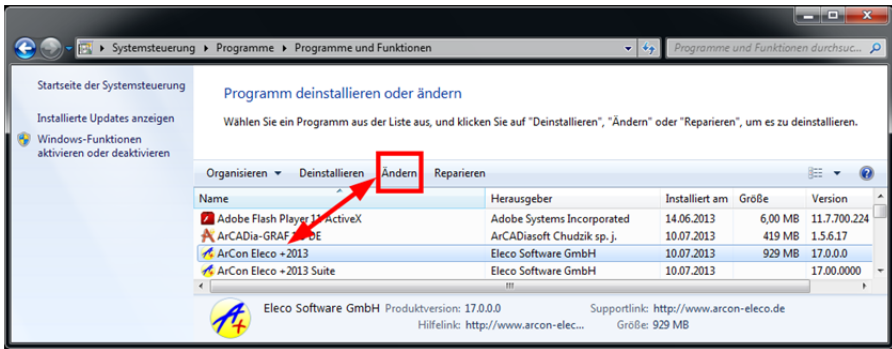 Systemsteuerung ▸ Programme ▸ Programme und Funktionen
Programme und Funktionen durchsuc...
Startseite der Systemsteuerung
Installierte Updates anzeigen
Windows-Funktionen
aktivieren oder deaktivieren
Programm deinstallieren oder ändern
Wählen Sie ein Programm aus der Liste aus, und klicken Sie auf "Deinstallieren", "Ändern" oder "Reparieren", um es zu deinstallieren.
Organisieren Deinstallieren Ändern Reparieren
Name Herausgeber Installiert am Größe Version
Adobe Flash Player 11 ActiveX Adobe Systems Incorporated 14.06.2013 6,00 MB 11.7.700.224
ArCADia-GRAF DE ArCADiasoft Chudzik sp. j. 10.07.2013 419 MB 1.5.6.17
ArCon Eleco +2013 Eleco Software GmbH 10.07.2013 929 MB 17.0.0.0
ArCon Eleco +2013 Suite Eleco Software GmbH 10.07.2013 17.00.0000
Eleco Software GmbH Produktversion: 17.0.0.0 Supportlink: http://www.arcon-eleco.de
Hilfelink: http://www.arcon-elec... Größe: 929 MB